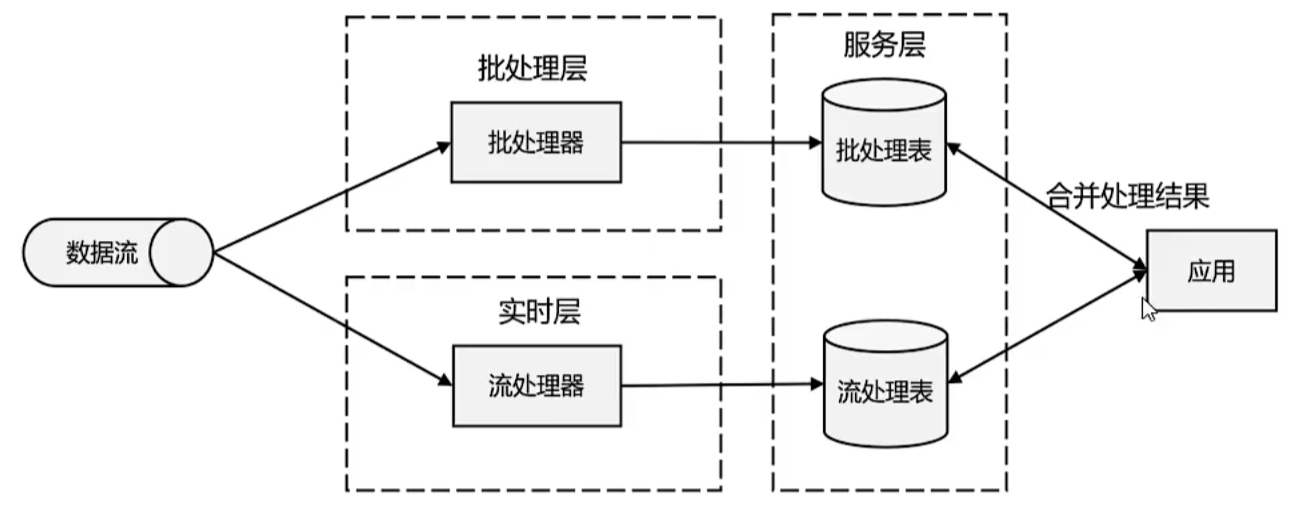 批处理层
批处理器
服务层
批处理表
合并处理结果
数据流
应用
实时层
流处理器
流处理表